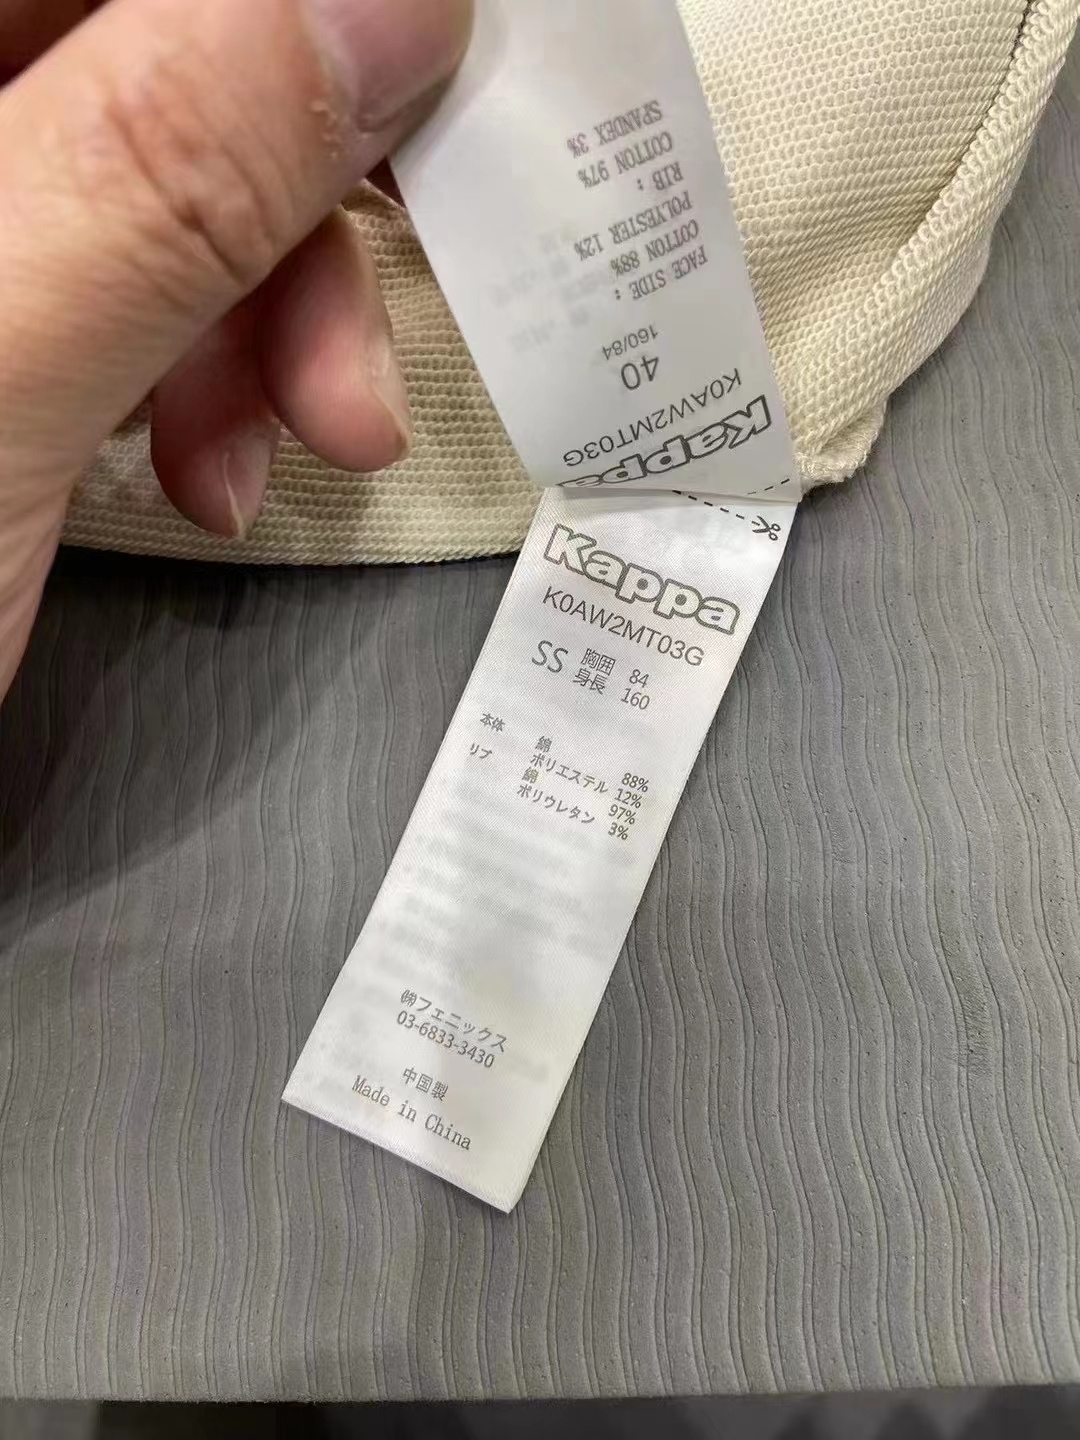 Kappa
K0AW2MT03G
40
160/84
FACE SIDE :
COTTON 88%
POLYESTER 12%
RIB :
COTTON 97%
SPANDEX 3%
Kappa
K0AW2MT03G
SS 胸囲 84
身長 160
本体 綿 88%
ポリエステル 12%
リブ 綿 97%
ポリウレタン 3%
㈱フェニックス
03-6833-3430
中国製
Made in China